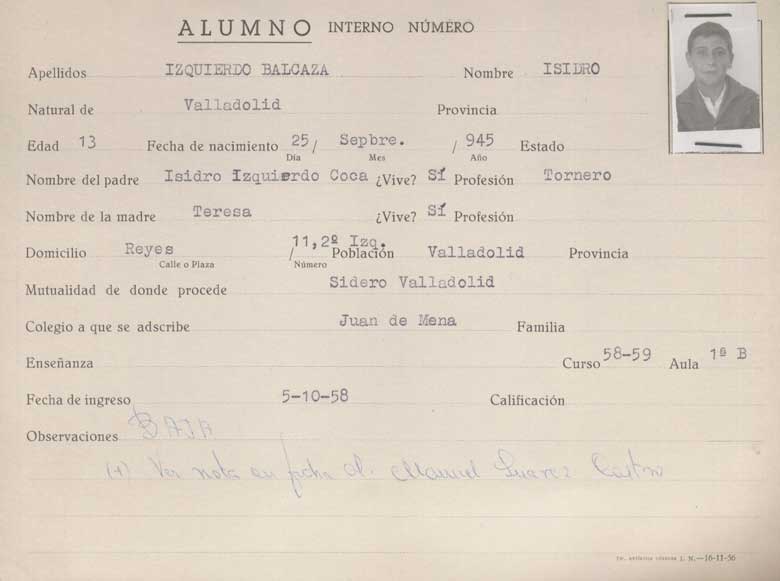 ALUMNO INTERNO NÚMERO
Apellidos IZQUIERDO BALCAZA Nombre ISIDRO
Natural de Valladolid Provincia
Edad 13 Fecha de nacimiento 25 / Sepbre. / 945 Estado
Día Mes Año
Nombre del padre Isidro Izquierdo Coca ¿Vive? Sí Profesión Tornero
Nombre de la madre Teresa ¿Vive? Sí Profesión
Domicilio Reyes / 11,2º Izq. Población Valladolid Provincia
Calle o Plaza Número
Mutualidad de donde procede Sidero Valladolid
Colegio a que se adscribe Juan de Mena Familia
Enseñanza Curso 58-59 Aula 1º B
Fecha de ingreso 5-10-58 Calificación
Observaciones BAJA
(+) Ver nota en ficha al. Manuel Suarez Castro
I. N.—16-11-56